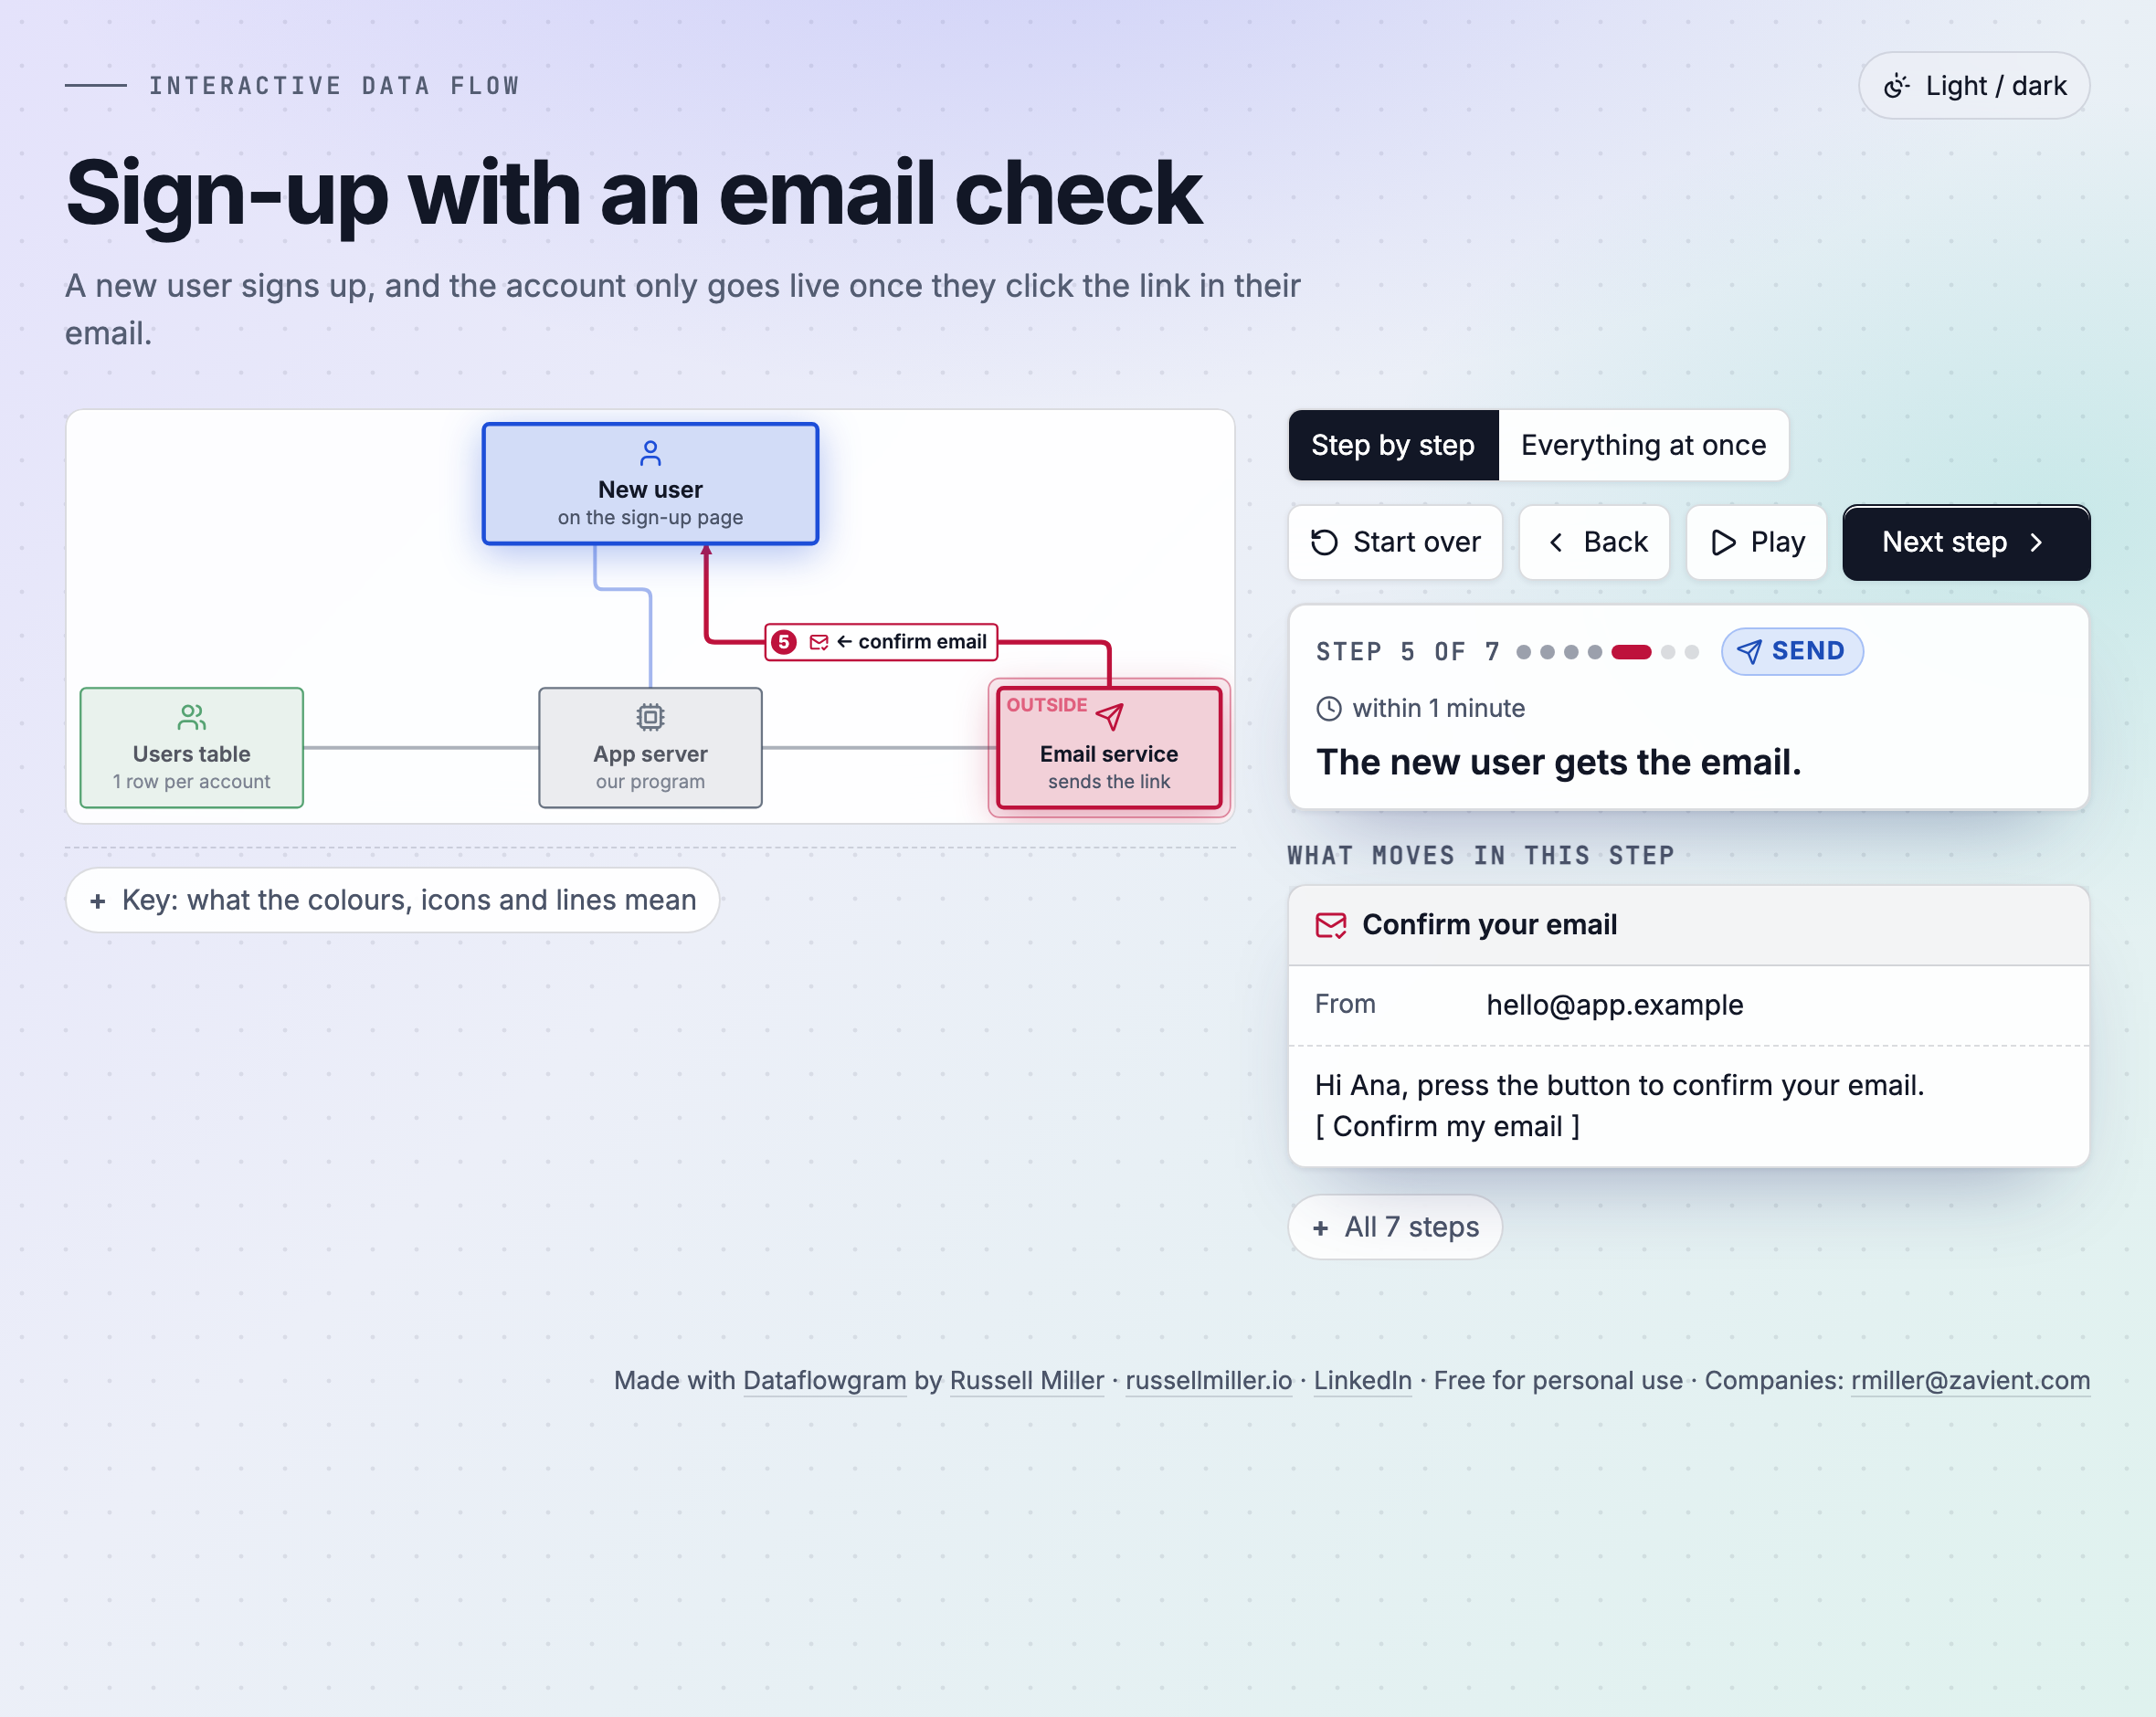 INTERACTIVE DATA FLOW
Light / dark
Sign-up with an email check
A new user signs up, and the account only goes live once they click the link in their
email.
New user
on the sign-up page
5 ← confirm email
Users table
1 row per account
App server
our program
OUTSIDE
Email service
sends the link
+ Key: what the colours, icons and lines mean
Step by step
Everything at once
Start over
Back
Play
Next step
STEP 5 OF 7
SEND
within 1 minute
The new user gets the email.
WHAT MOVES IN THIS STEP
Confirm your email
From hello@app.example
Hi Ana, press the button to confirm your email.
[ Confirm my email ]
+ All 7 steps
Made with Dataflowgram by Russell Miller · russellmiller.io · LinkedIn · Free for personal use · Companies: rmiller@zavient.com